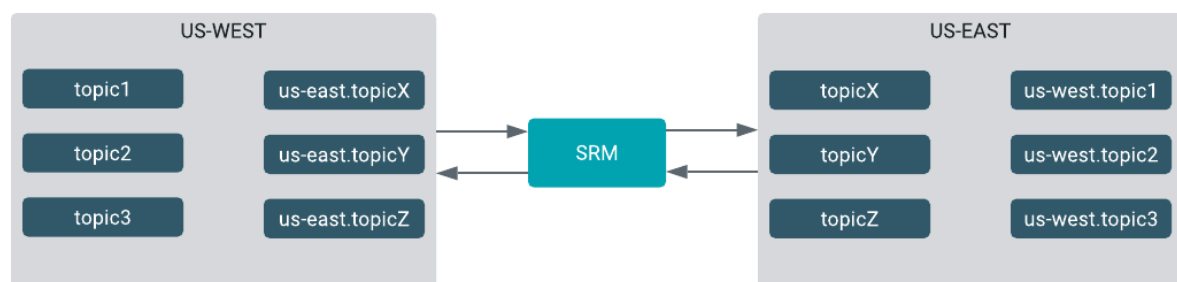 US-WEST
topic1
us-east.topicX
topic2
us-east.topicY
topic3
us-east.topicZ
SRM
US-EAST
topicX
us-west.topic1
topicY
us-west.topic2
topicZ
us-west.topic3